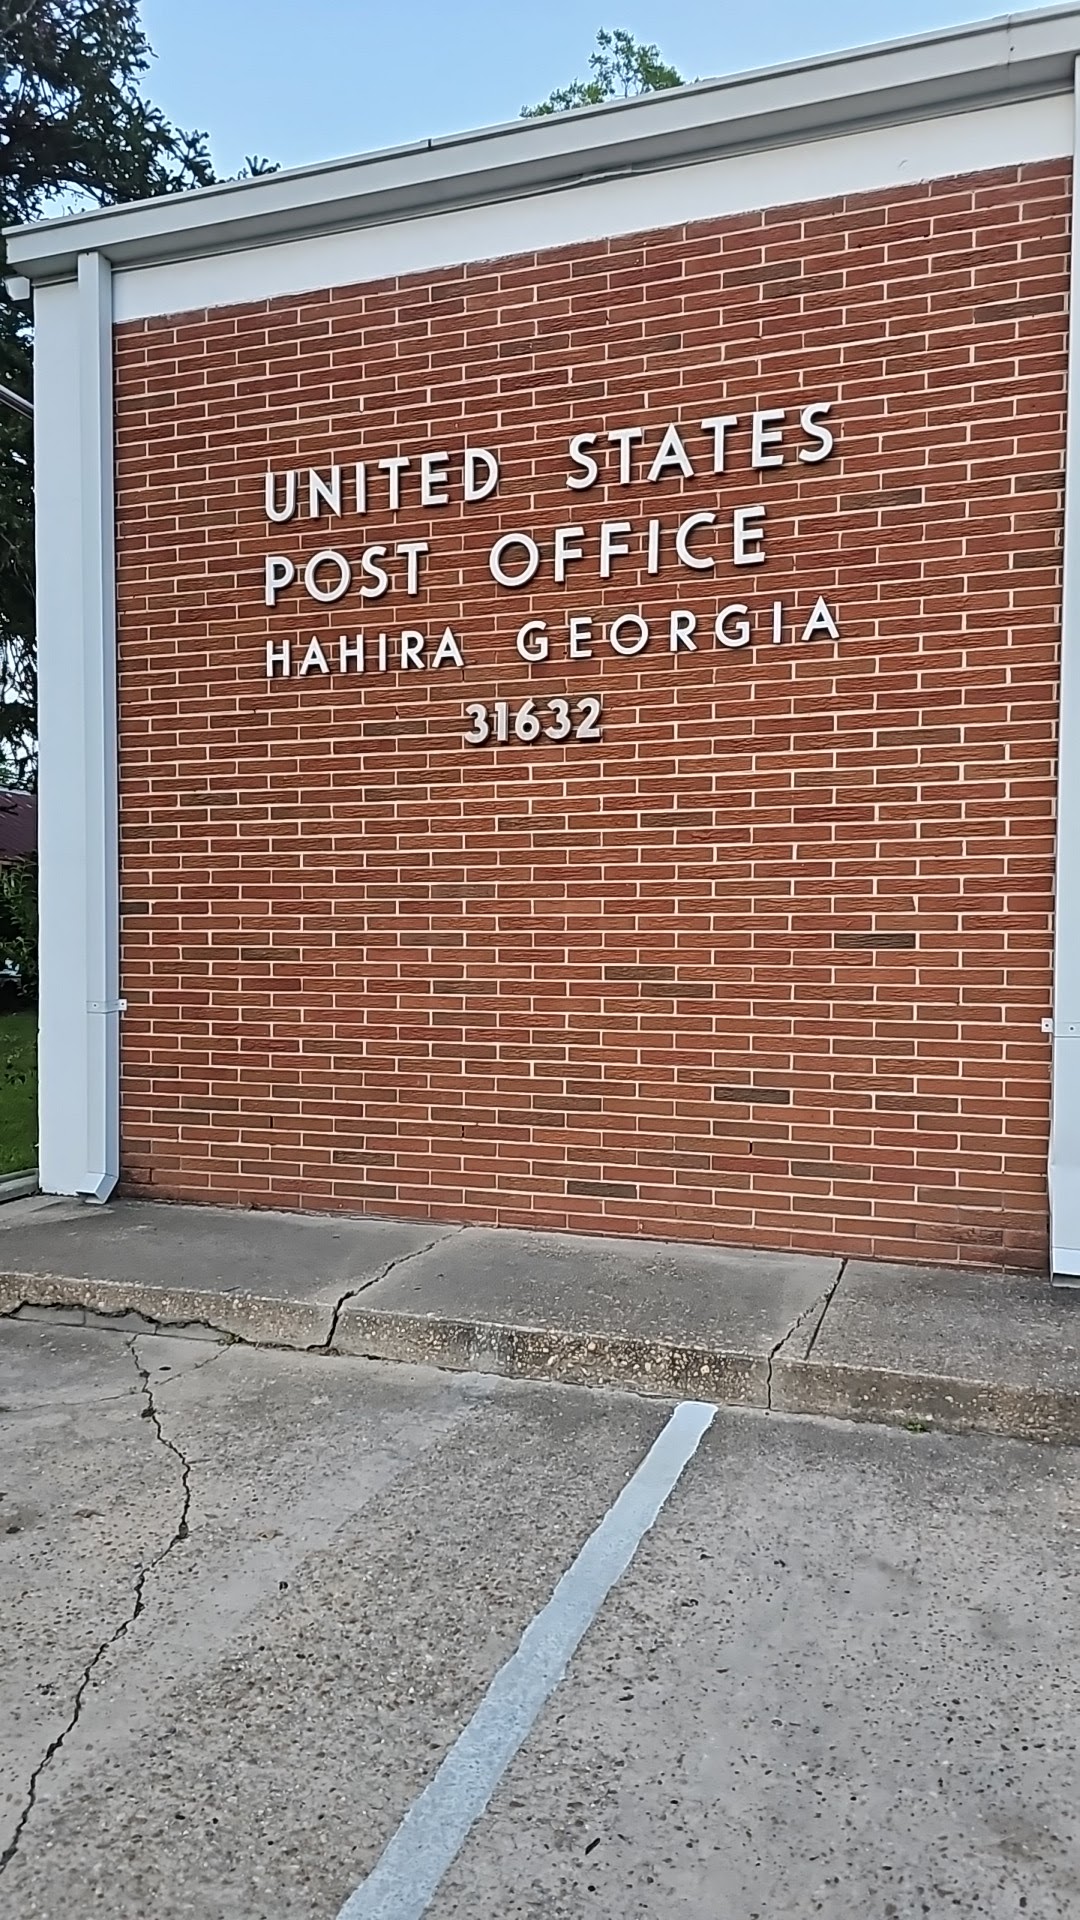 UNITED STATES
POST OFFICE
HAHIRA GEORGIA
31632